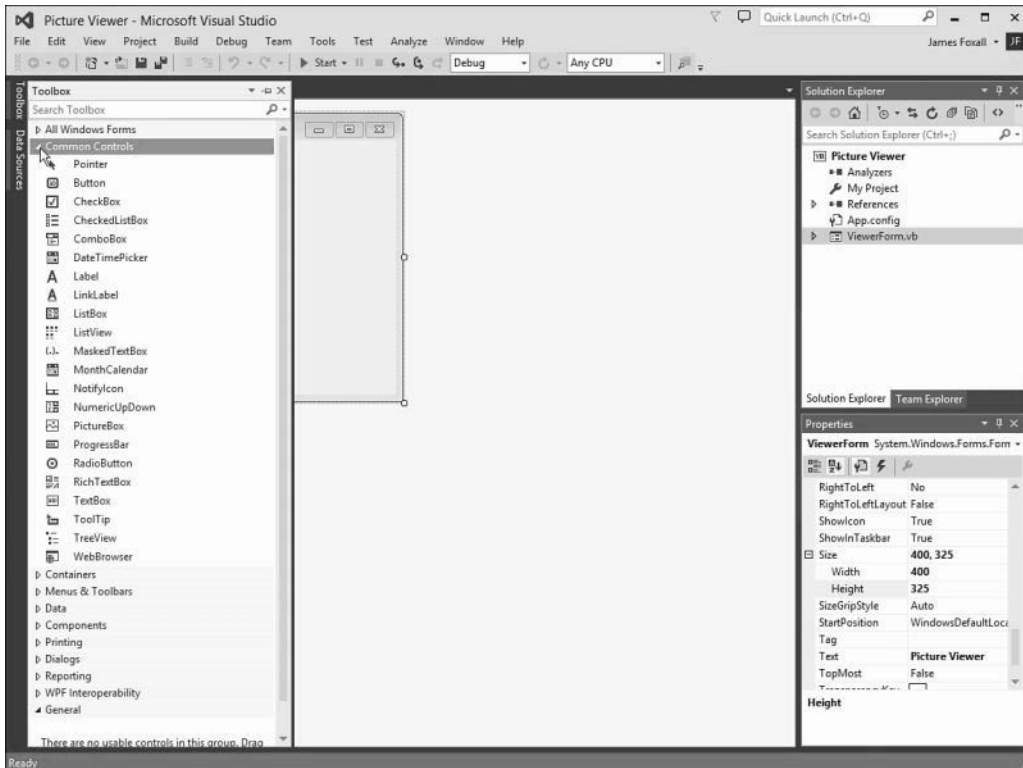 Picture Viewer - Microsoft Visual Studio
Quick Launch (Ctrl+Q)
File Edit View Project Build Debug Team Tools Test Analyze Window Help
James Foxall
JF
Start
Debug
Any CPU
Toolbox
Data Sources
Toolbox
Search Toolbox
All Windows Forms
Common Controls
Pointer
Button
CheckBox
CheckedListBox
ComboBox
DateTimePicker
Label
LinkLabel
ListBox
ListView
MaskedTextBox
MonthCalendar
NotifyIcon
NumericUpDown
PictureBox
ProgressBar
RadioButton
RichTextBox
TextBox
ToolTip
TreeView
WebBrowser
Containers
Menus & Toolbars
Data
Components
Printing
Dialogs
Reporting
WPF Interoperability
General
There are no usable controls in this group. Drag
Solution Explorer
Search Solution Explorer (Ctrl+;)
Picture Viewer
Analyzers
My Project
References
App.config
ViewerForm.vb
Solution Explorer Team Explorer
Properties
ViewerForm System.Windows.Forms.Form
RightToLeft No
RightToLeftLayout False
ShowIcon True
ShowInTaskbar True
Size 400, 325
Width 400
Height 325
SizeGripStyle Auto
StartPosition WindowsDefaultLoca
Tag
Text Picture Viewer
TopMost False
Height
Ready